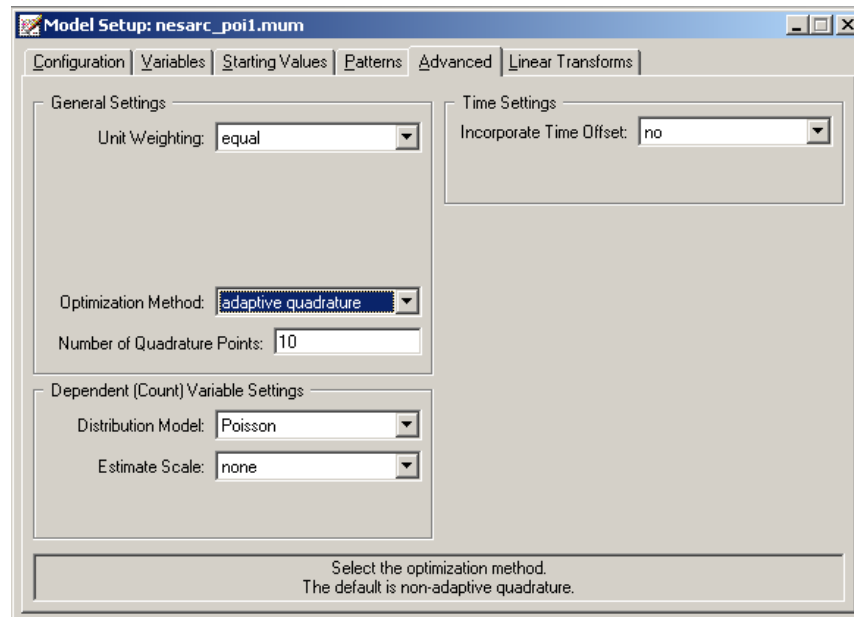 Model Setup: nesarc_poi1.mum
Configuration Variables Starting Values Patterns Advanced Linear Transforms
General Settings
Unit Weighting: equal
Optimization Method: adaptive quadrature
Number of Quadrature Points: 10
Dependent (Count) Variable Settings
Distribution Model: Poisson
Estimate Scale: none
Time Settings
Incorporate Time Offset: no
Select the optimization method.
The default is non-adaptive quadrature.